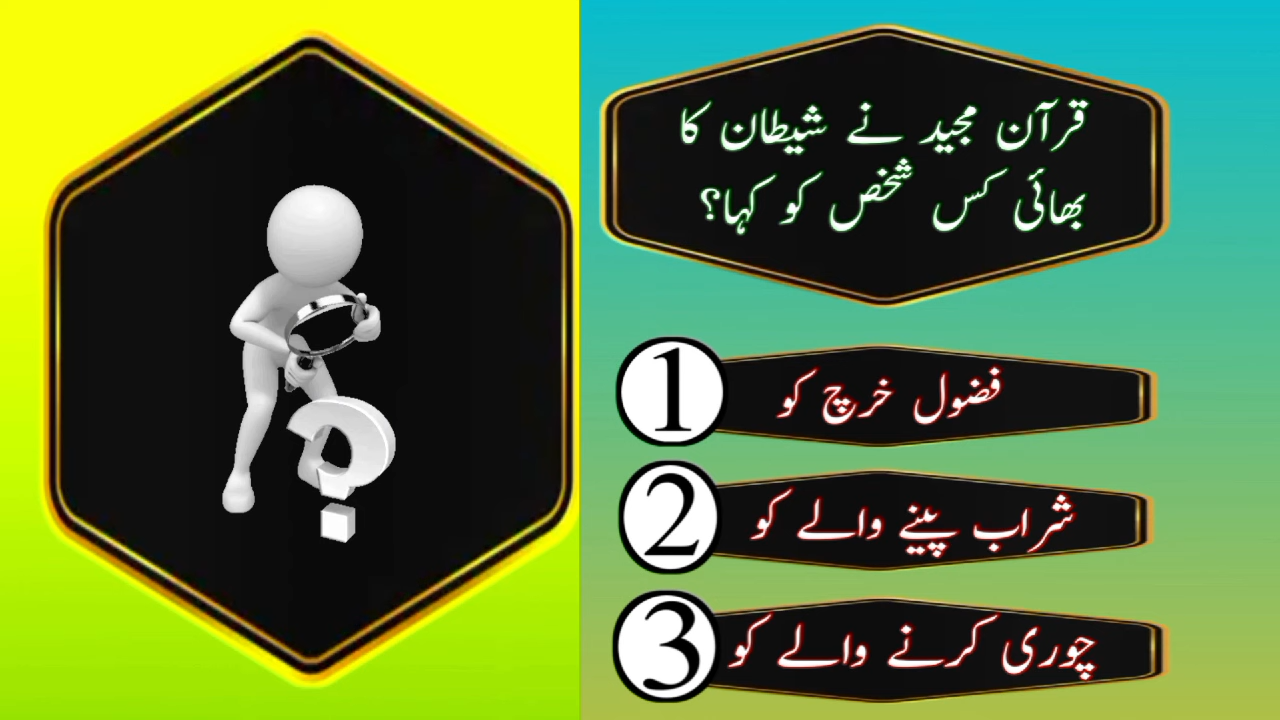 قرآن مجید نے شیطان کا
بھائی کس شخص کو کہا؟
1 فضول خرچ کو
2 شراب پینے والے کو
3 چوری کرنے والے کو